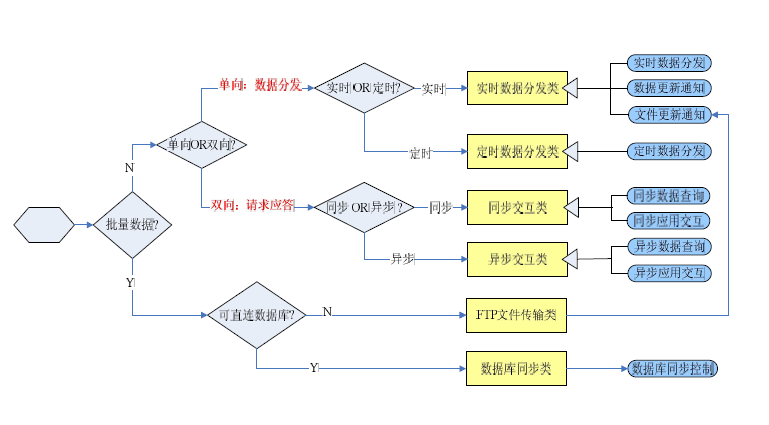 实时数据分发
单向：数据分发
实时OR定时?
实时
实时数据分发类
数据更新通知
文件更新通知
单向OR双向?
定时
定时数据分发类
定时数据分发
N
双向：请求应答
同步 OR异步 ?
同步
同步交互类
同步数据查询
同步应用交互
批量数据?
异步
异步交互类
异步数据查询
异步应用交互
Y
可直连数据库?
N
FTP文件传输类
Y
数据库同步类
数据库同步控制